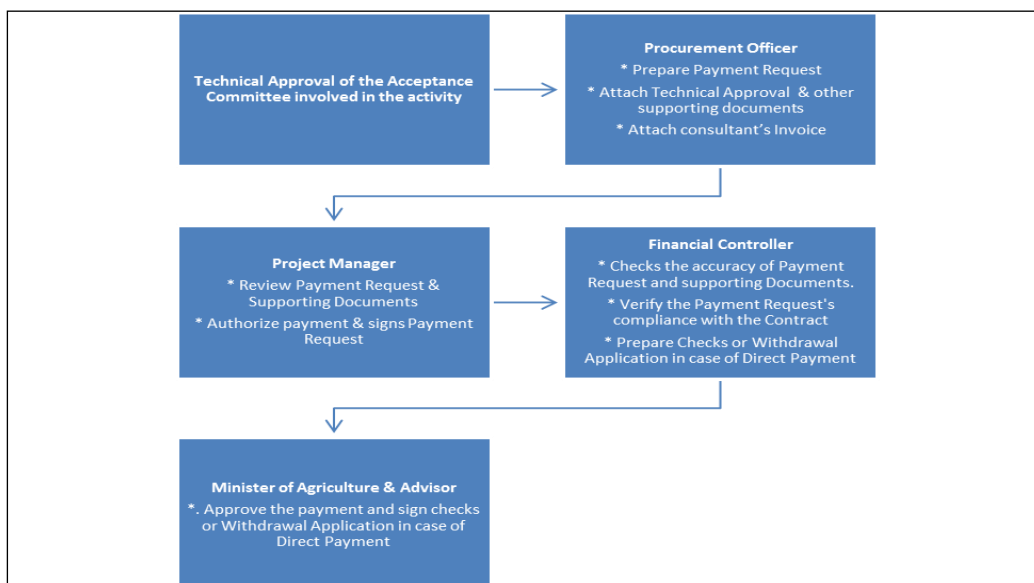 Technical Approval of the Acceptance
Committee involved in the activity
Procurement Officer
* Prepare Payment Request
* Attach Technical Approval & other
supporting documents
* Attach consultant's Invoice
Project Manager
* Review Payment Request &
Supporting Documents
* Authorize payment & signs Payment
Request
Financial Controller
* Checks the accuracy of Payment
Request and supporting Documents.
* Verify the Payment Request's
compliance with the Contract
* Prepare Checks or Withdrawal
Application in case of Direct Payment
Minister of Agriculture & Advisor
*. Approve the payment and sign checks
or Withdrawal Application in case of
Direct Payment